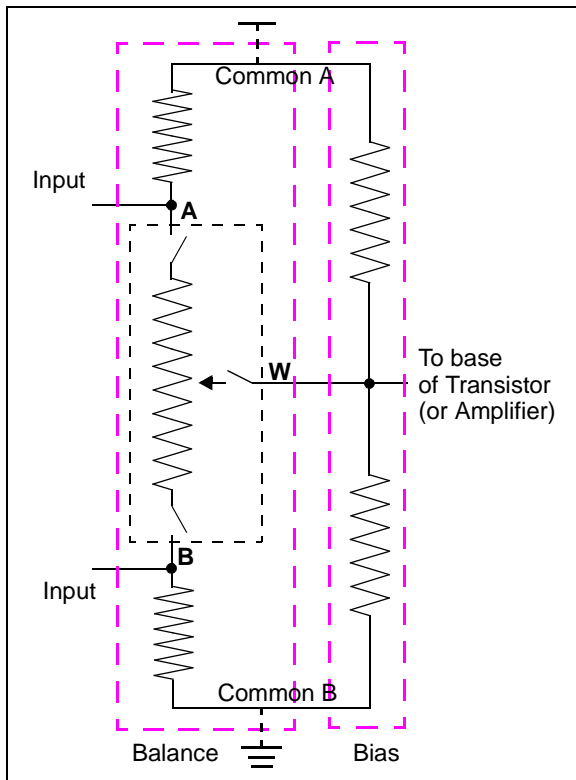 Common A
Input
A
W
To base
of Transistor
(or Amplifier)
B
Input
Common B
Balance
Bias